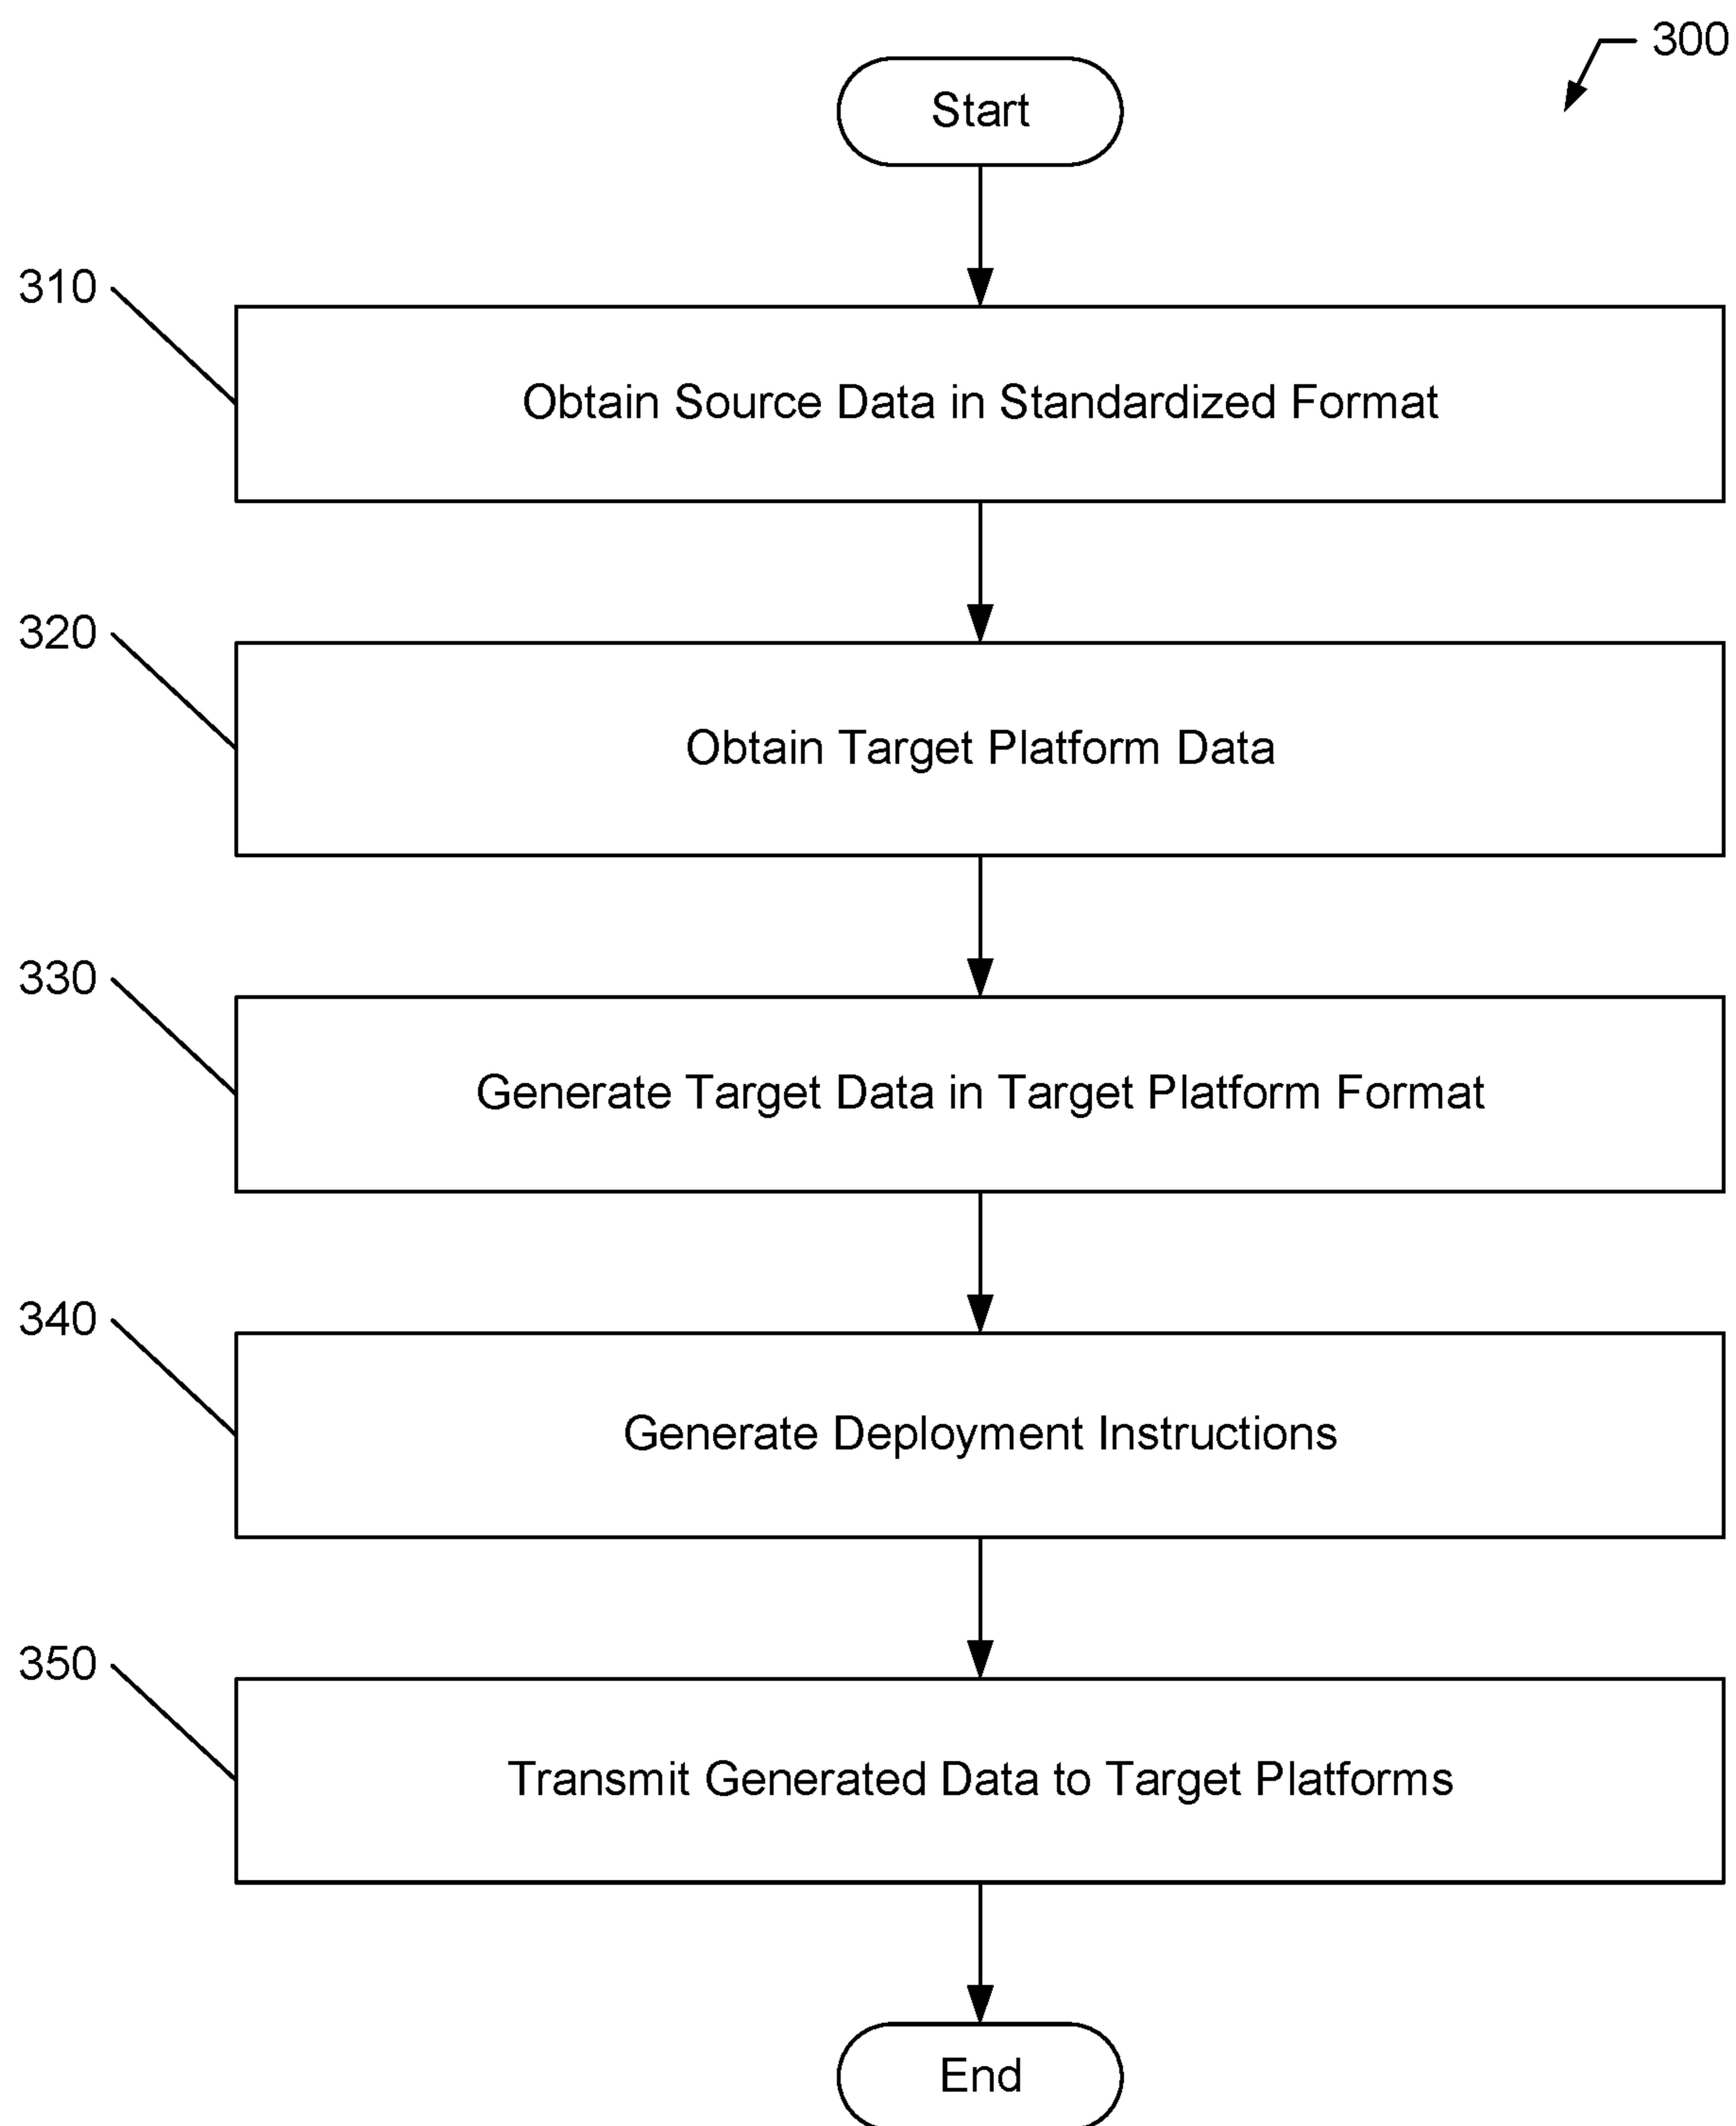 300
Start
310
Obtain Source Data in Standardized Format
320
Obtain Target Platform Data
330
Generate Target Data in Target Platform Format
340
Generate Deployment Instructions
350
Transmit Generated Data to Target Platforms
End